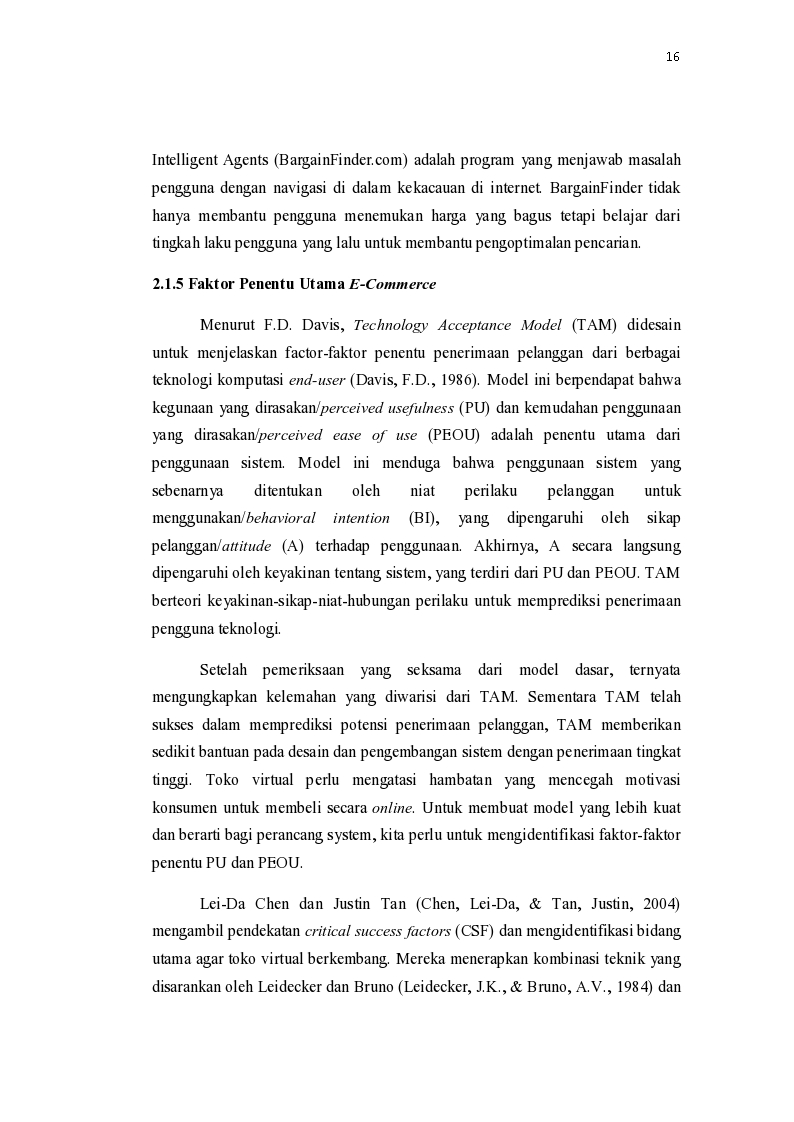 16
Intelligent Agents (BargainFinder.com) adalah program yang menjawab masalah
pengguna dengan navigasi di dalam kekacauan di internet. BargainFinder tidak
hanya membantu pengguna menemukan harga yang bagus tetapi belajar dari
tingkah laku pengguna yang lalu untuk membantu pengoptimalan pencarian.
2.1.5 Faktor Penentu Utama E-Commerce
Menurut F.D. Davis, Technology Acceptance Model (TAM) didesain
untuk menjelaskan factor-faktor penentu penerimaan pelanggan dari berbagai
teknologi komputasi end-user (Davis, F.D., 1986). Model ini berpendapat bahwa
kegunaan yang dirasakan/perceived usefulness (PU) dan kemudahan penggunaan
yang dirasakan/perceived ease of use (PEOU) adalah penentu utama dari
penggunaan sistem. Model ini menduga bahwa penggunaan sistem yang
sebenarnya ditentukan oleh niat perilaku pelanggan untuk
menggunakan/behavioral intention (BI), yang dipengaruhi oleh sikap
pelanggan/attitude (A) terhadap penggunaan. Akhirnya, A secara langsung
dipengaruhi oleh keyakinan tentang sistem, yang terdiri dari PU dan PEOU. TAM
berteori keyakinan-sikap-niat-hubungan perilaku untuk memprediksi penerimaan
pengguna teknologi.
Setelah pemeriksaan yang seksama dari model dasar, ternyata
mengungkapkan kelemahan yang diwarisi dari TAM. Sementara TAM telah
sukses dalam memprediksi potensi penerimaan pelanggan, TAM memberikan
sedikit bantuan pada desain dan pengembangan sistem dengan penerimaan tingkat
tinggi. Toko virtual perlu mengatasi hambatan yang mencegah motivasi
konsumen untuk membeli secara online. Untuk membuat model yang lebih kuat
dan berarti bagi perancang system, kita perlu untuk mengidentifikasi faktor-faktor
penentu PU dan PEOU.
Lei-Da Chen dan Justin Tan (Chen, Lei-Da, & Tan, Justin, 2004)
mengambil pendekatan critical success factors (CSF) dan mengidentifikasi bidang
utama agar toko virtual berkembang. Mereka menerapkan kombinasi teknik yang
disarankan oleh Leidecker dan Bruno (Leidecker, J.K., & Bruno, A.V., 1984) dan